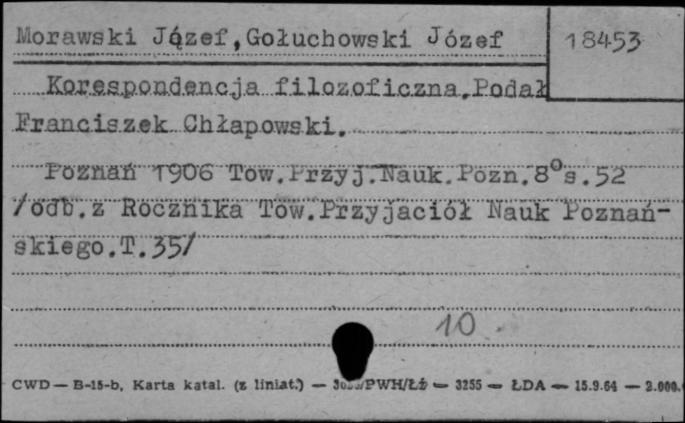 Morawski Józef, Gołuchowski Józef
18453
Korespondencja filozoficzna. Podał
Franciszek Chłapowski.
Poznań 1906 Tow. Przyj. Nauk. Pozn. 8° s. 52
/odb. z Rocznika Tow. Przyjaciół Nauk Poznań-
skiego. T. 35/
10.
CWD — B-15-b, Karta katal. (z liniat.) — /PWH/Łż — 3255 — ŁDA — 15.9.64 — 2.000.